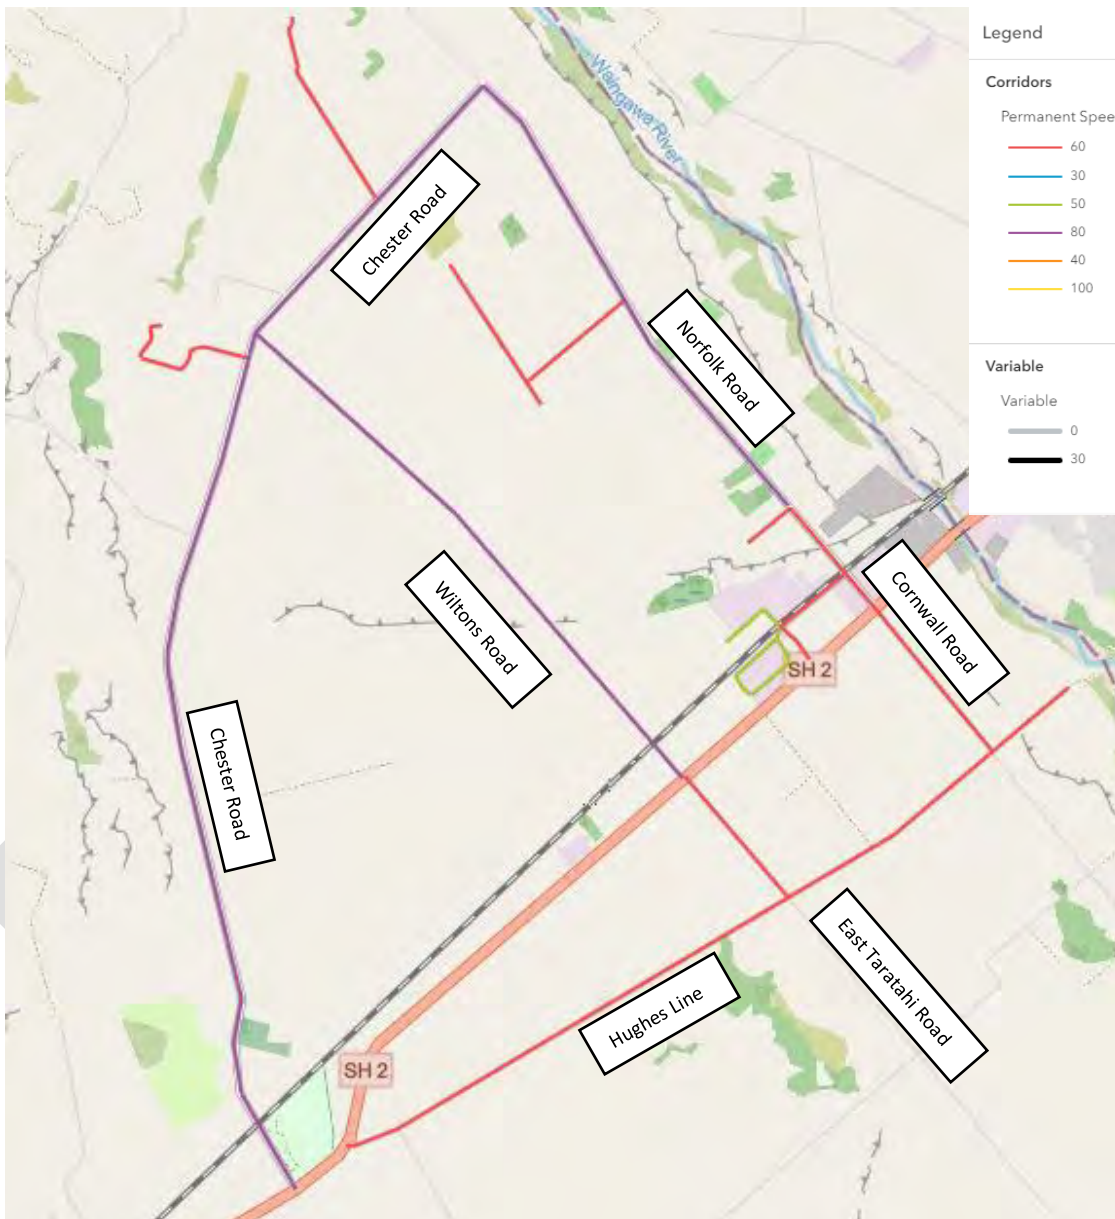 Legend
Corridors
Permanent Spee
60
30
50
80
40
100
Variable
Variable
0
30
Waingawa River
Chester Road
Norfolk Road
Wiltons Road
Cornwall Road
SH 2
Chester Road
East Taratahi Road
Hughes Line
SH 2